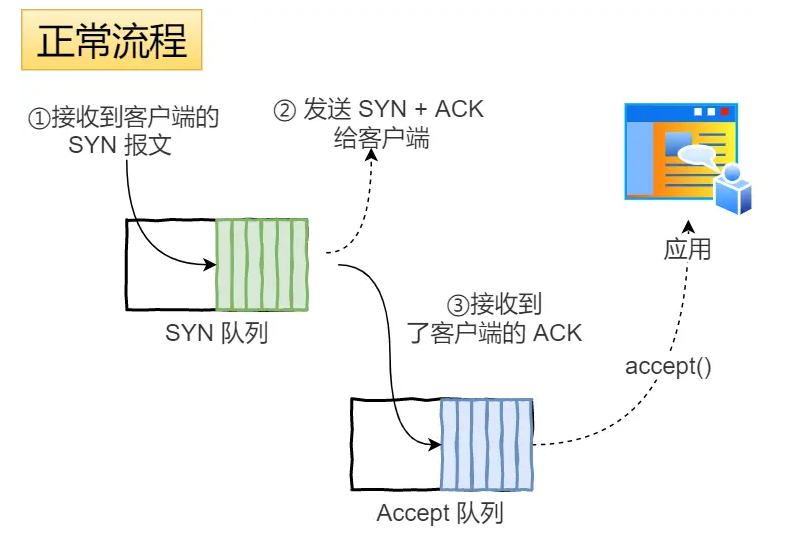 正常流程
①接收到客户端的
SYN 报文
② 发送 SYN + ACK
给客户端
应用
SYN 队列
③接收到
了客户端的 ACK
accept()
Accept 队列